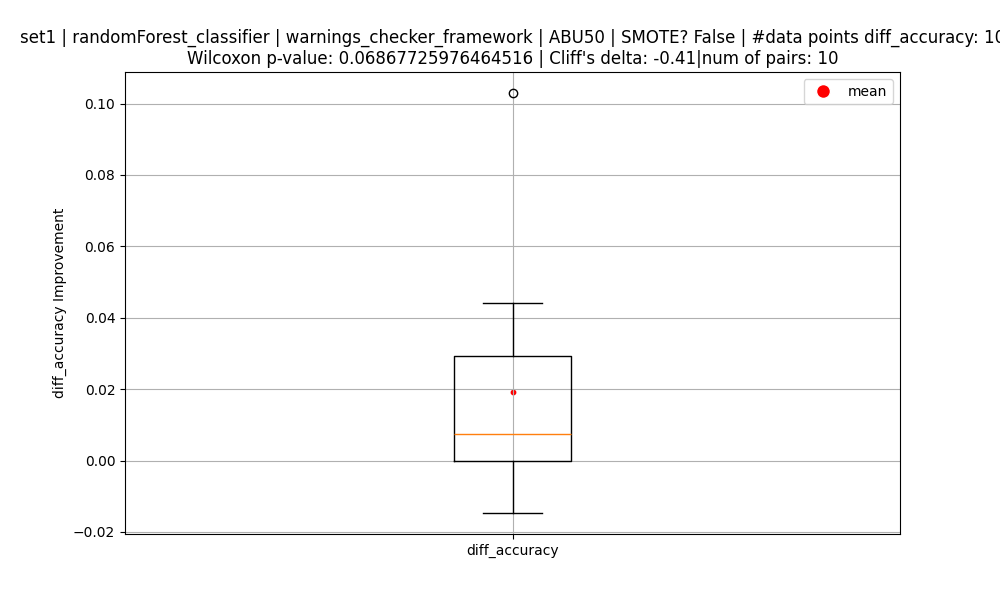 set1 | randomForest_classifier | warnings_checker_framework | ABU50 | SMOTE? False | #data points diff_accuracy: 10
Wilcoxon p-value: 0.06867725976464516 | Cliff's delta: -0.41|num of pairs: 10
mean
0.10
0.08
0.06
0.04
0.02
0.00
−0.02
diff_accuracy Improvement
diff_accuracy